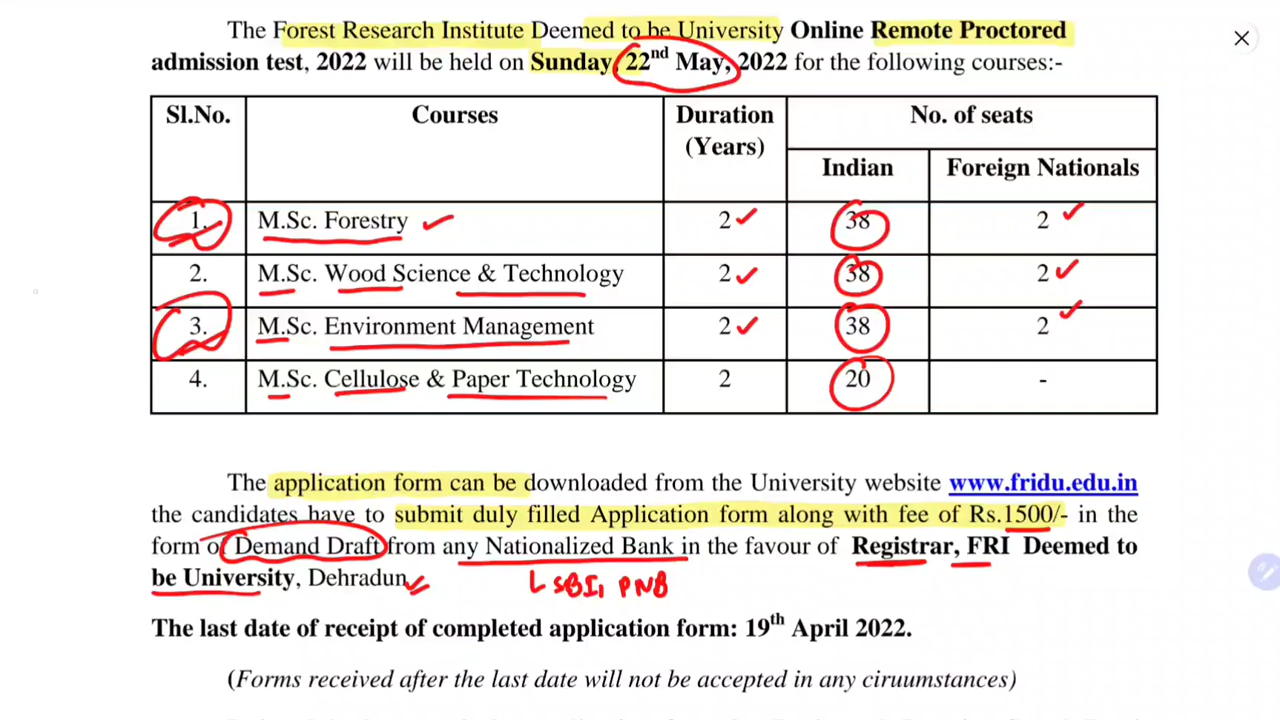 The Forest Research Institute Deemed to be University Online Remote Proctored
admission test, 2022 will be held on Sunday, 22nd May, 2022 for the following courses:-
Sl.No. Courses Duration (Years) No. of seats
Indian Foreign Nationals
1. M.Sc. Forestry 2 38 2
2. M.Sc. Wood Science & Technology 2 38 2
3. M.Sc. Environment Management 2 38 2
4. M.Sc. Cellulose & Paper Technology 2 20 -
The application form can be downloaded from the University website www.fridu.edu.in
the candidates have to submit duly filled Application form along with fee of Rs.1500/- in the
form of Demand Draft from any Nationalized Bank in the favour of Registrar, FRI Deemed to
be University, Dehradun
SBI, PNB
The last date of receipt of completed application form: 19th April 2022.
(Forms received after the last date will not be accepted in any ciruumstances)